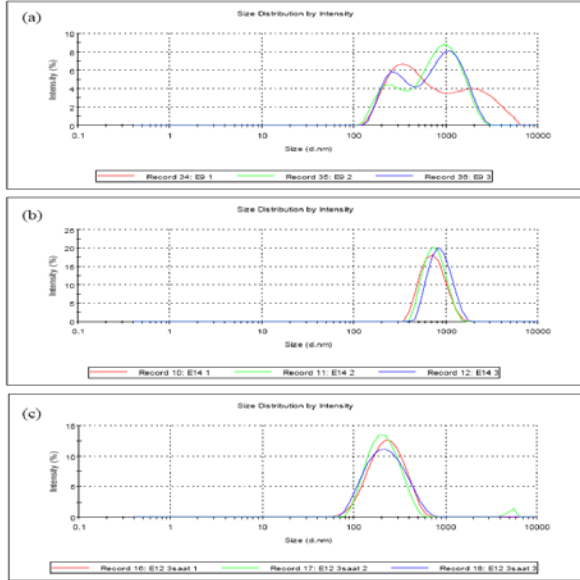 (a)
Size Distribution by Intensity
Intensity (%)
10
8
6
4
2
0
0.1 1 10 100 1000 10000
Size (d.nm)
Record 34: E9 1 Record 35: E9 2 Record 36: E9 3
(b)
Size Distribution by Intensity
Intensity (%)
25
20
15
10
5
0
0.1 1 10 100 1000 10000
Size (d.nm)
Record 10: E14 1 Record 11: E14 2 Record 12: E14 3
(c)
Size Distribution by Intensity
Intensity (%)
15
10
5
0
0.1 1 10 100 1000 10000
Size (d.nm)
Record 16: E12 3saat 1 Record 17: E12 3saat 2 Record 18: E12 3saat 3